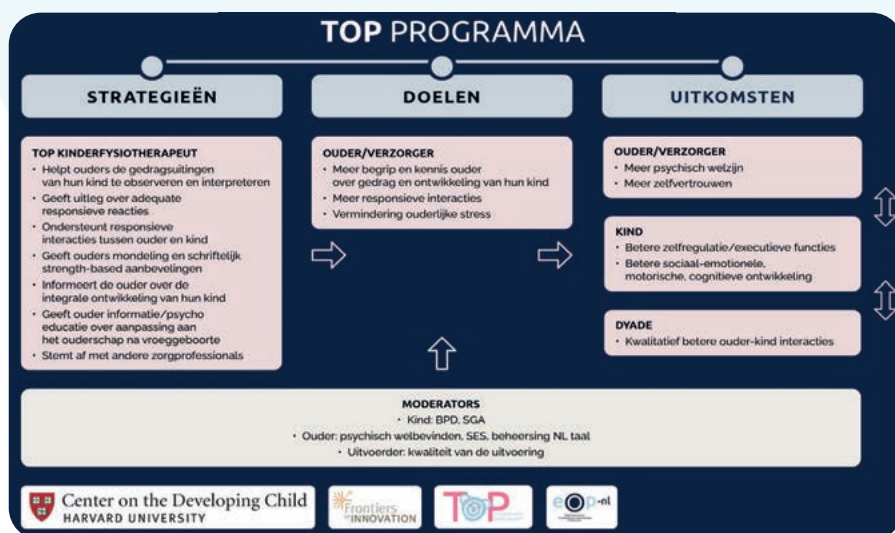 TOP PROGRAMMA
STRATEGIEËN
TOP KINDERFYSIOTHERAPEUT
• Helpt ouders de gedragsuitingen
van hun kind te observeren en interpreteren
• Geeft uitleg over adequate
responsieve reacties
• Ondersteunt responsieve
interacties tussen ouder en kind
• Geeft ouders mondeling en schriftelijk
strength-based aanbevelingen
• Informeert de ouder over de
integrale ontwikkeling van hun kind
• Geeft ouder informatie/psycho
educatie over aanpassing aan
het ouderschap na vroeggeboorte
• Stemt af met andere zorgprofessionals
DOELEN
OUDER/VERZORGER
• Meer begrip en kennis ouder
over gedrag en ontwikkeling van hun kind
• Meer responsieve interacties
• Vermindering ouderlijke stress
UITKOMSTEN
OUDER/VERZORGER
• Meer psychisch welzijn
• Meer zelfvertrouwen
KIND
• Betere zelfregulatie/executieve functies
• Betere sociaal-emotionele,
motorische, cognitieve ontwikkeling
DYADE
• Kwalitatief betere ouder-kind interacties
MODERATORS
• Kind: BPD, SGA
• Ouder: psychisch welbevinden, SES, beheersing NL taal
• Uitvoerder: kwaliteit van de uitvoering
Center on the Developing Child
HARVARD UNIVERSITY
Frontiers
INNOVATION
TOP
eop-nl